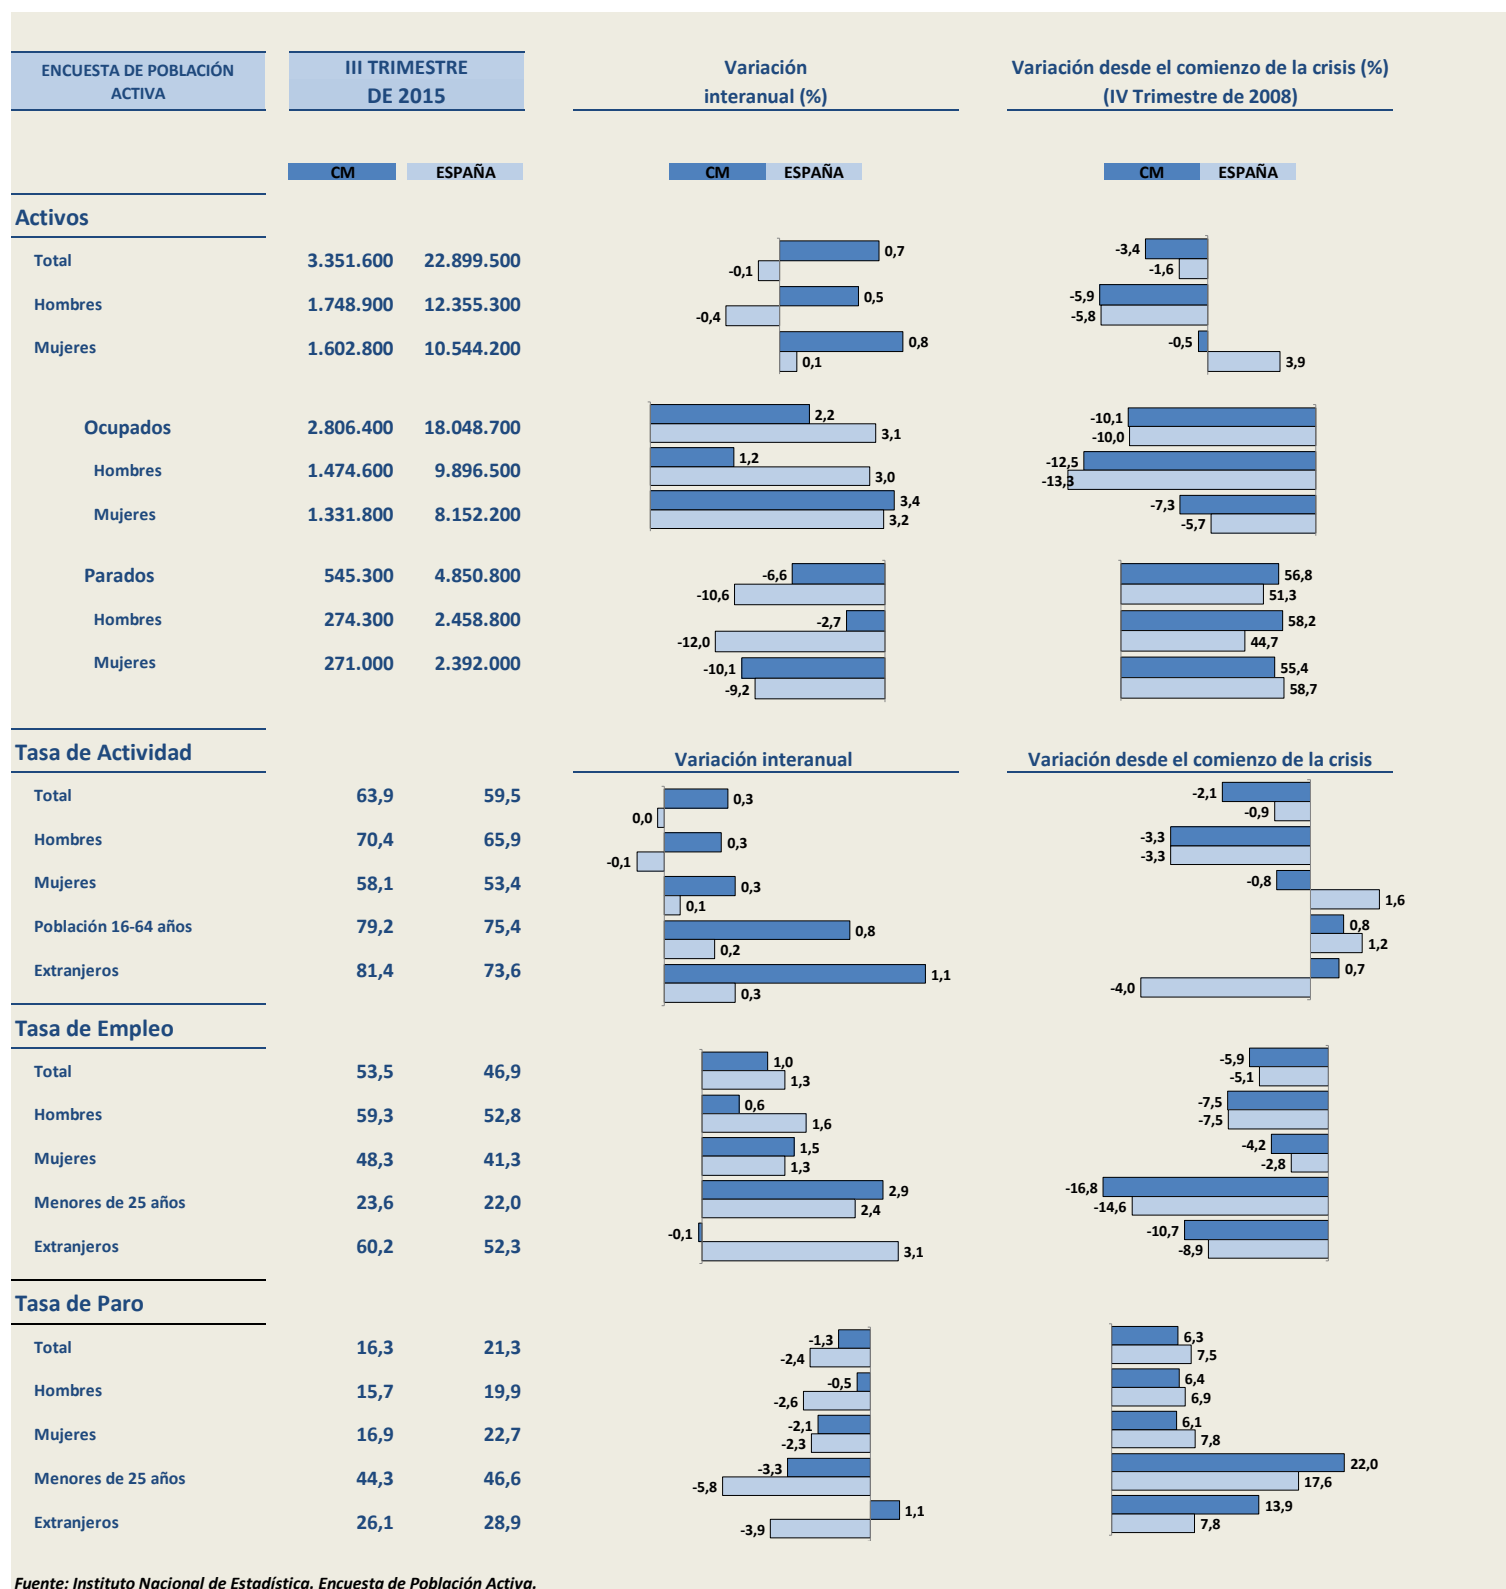 ENCUESTA DE POBLACIÓN ACTIVA
III TRIMESTRE DE 2015
Variación interanual (%)
Variación desde el comienzo de la crisis (%) (IV Trimestre de 2008)
CM ESPAÑA CM ESPAÑA CM ESPAÑA
Activos
Total 3.351.600 22.899.500 0,7 -0,1 -3,4 -1,6
Hombres 1.748.900 12.355.300 0,5 -0,4 -5,9 -5,8
Mujeres 1.602.800 10.544.200 0,8 0,1 -0,5 3,9
Ocupados 2.806.400 18.048.700 2,2 3,1 -10,1 -10,0
Hombres 1.474.600 9.896.500 1,2 3,0 -12,5 -13,3
Mujeres 1.331.800 8.152.200 3,4 3,2 -7,3 -5,7
Parados 545.300 4.850.800 -6,6 -10,6 56,8 51,3
Hombres 274.300 2.458.800 -2,7 -12,0 58,2 44,7
Mujeres 271.000 2.392.000 -10,1 -9,2 55,4 58,7
Tasa de Actividad Variación interanual Variación desde el comienzo de la crisis
Total 63,9 59,5 0,3 0,0 -2,1 -0,9
Hombres 70,4 65,9 0,3 -0,1 -3,3 -3,3
Mujeres 58,1 53,4 0,3 0,1 -0,8 1,6
Población 16-64 años 79,2 75,4 0,8 0,2 0,8 1,2
Extranjeros 81,4 73,6 1,1 0,3 0,7 -4,0
Tasa de Empleo
Total 53,5 46,9 1,0 1,3 -5,9 -5,1
Hombres 59,3 52,8 0,6 1,6 -7,5 -7,5
Mujeres 48,3 41,3 1,5 1,3 -4,2 -2,8
Menores de 25 años 23,6 22,0 2,9 2,4 -16,8 -14,6
Extranjeros 60,2 52,3 -0,1 3,1 -10,7 -8,9
Tasa de Paro
Total 16,3 21,3 -1,3 -2,4 6,3 7,5
Hombres 15,7 19,9 -0,5 -2,6 6,4 6,9
Mujeres 16,9 22,7 -2,1 -2,3 6,1 7,8
Menores de 25 años 44,3 46,6 -3,3 -5,8 22,0 17,6
Extranjeros 26,1 28,9 1,1 -3,9 13,9 7,8
Fuente: Instituto Nacional de Estadística. Encuesta de Población Activa.